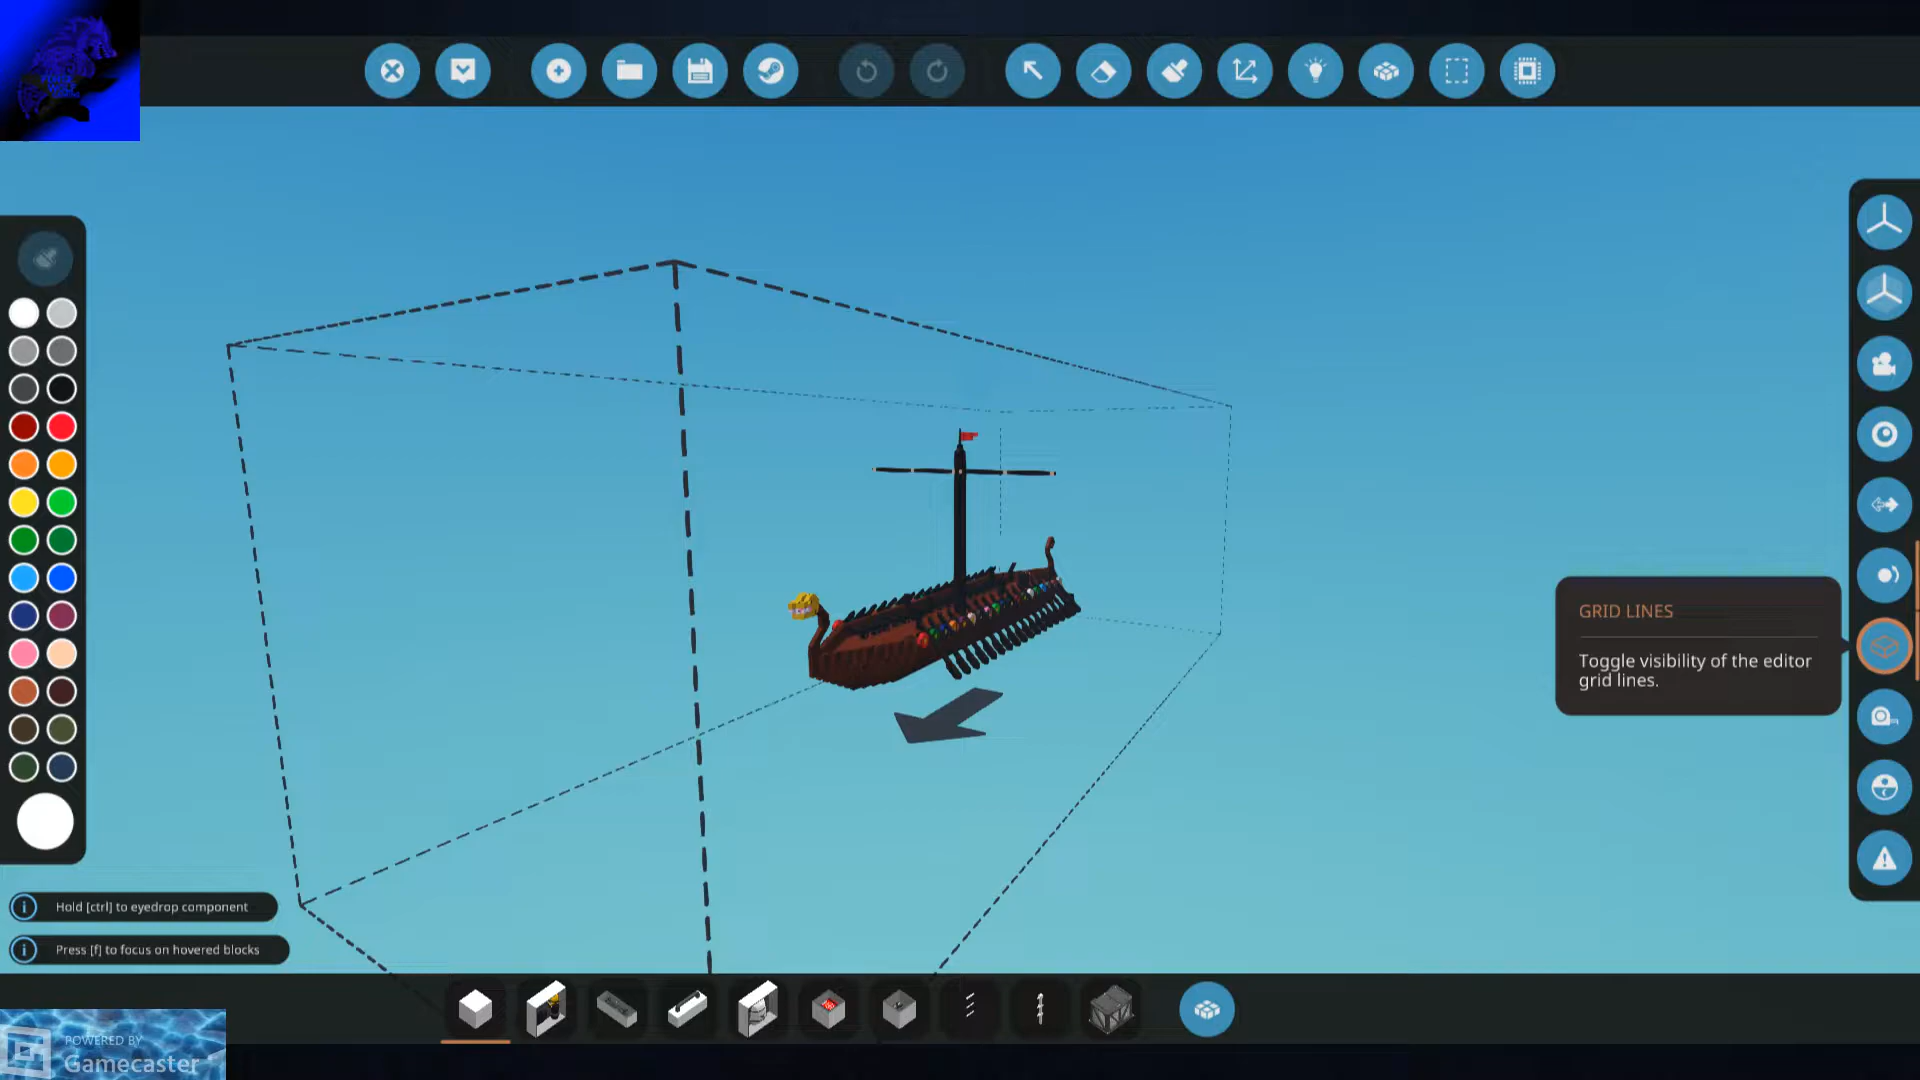 GRID LINES
Toggle visibility of the editor
grid lines.
Hold [ctrl] to eyedrop component
Press [f] to focus on hovered blocks
POWERED BY
Gamecaster